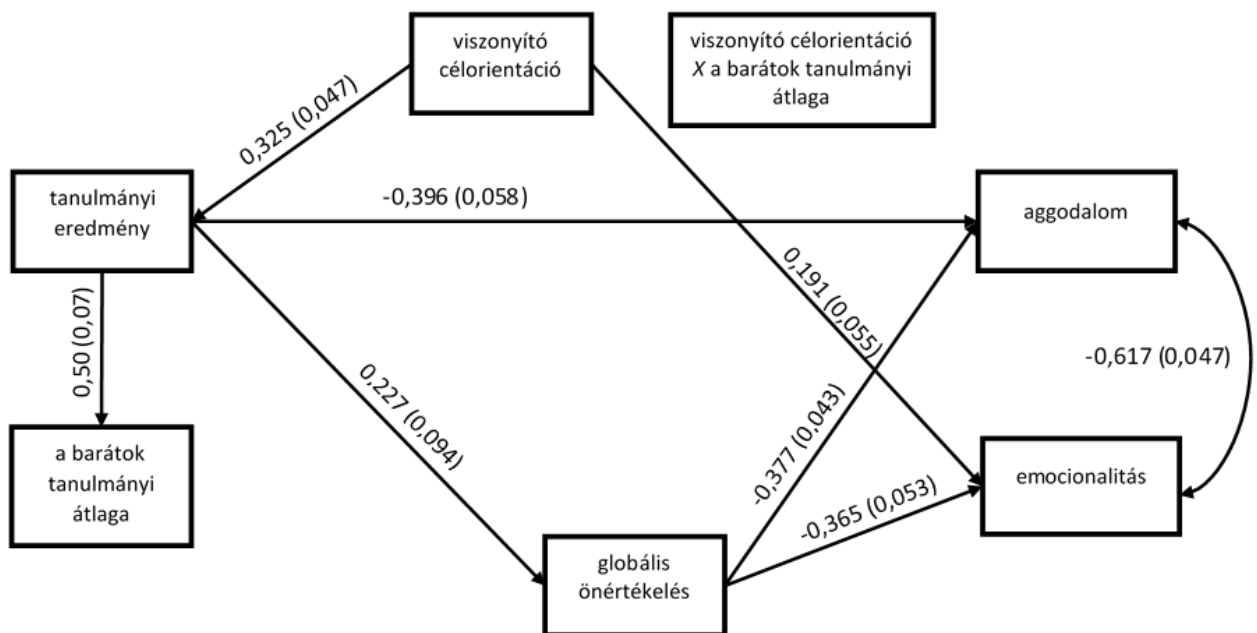 viszonyító
célorientáció
viszonyító célorientáció
X a barátok tanulmányi
átlaga
0,325 (0,047)
tanulmányi
eredmény
-0,396 (0,058)
aggodalom
0,191 (0,055)
-0,617 (0,047)
0,50 (0,07)
0,227 (0,094)
-0,377 (0,043)
a barátok
tanulmányi
átlaga
emocionalitás
-0,365 (0,053)
globális
önértékelés